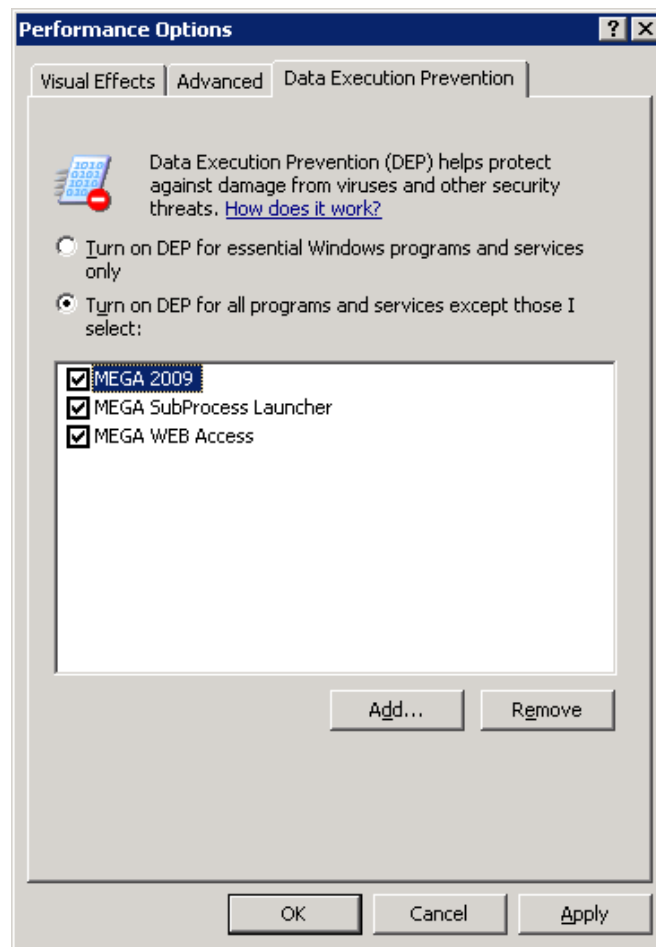 Performance Options
Visual Effects
Advanced
Data Execution Prevention
Data Execution Prevention (DEP) helps protect
against damage from viruses and other security
threats. How does it work?
Turn on DEP for essential Windows programs and services
only
Turn on DEP for all programs and services except those I
select:
MEGA 2009
MEGA SubProcess Launcher
MEGA WEB Access
Add...
Remove
OK
Cancel
Apply